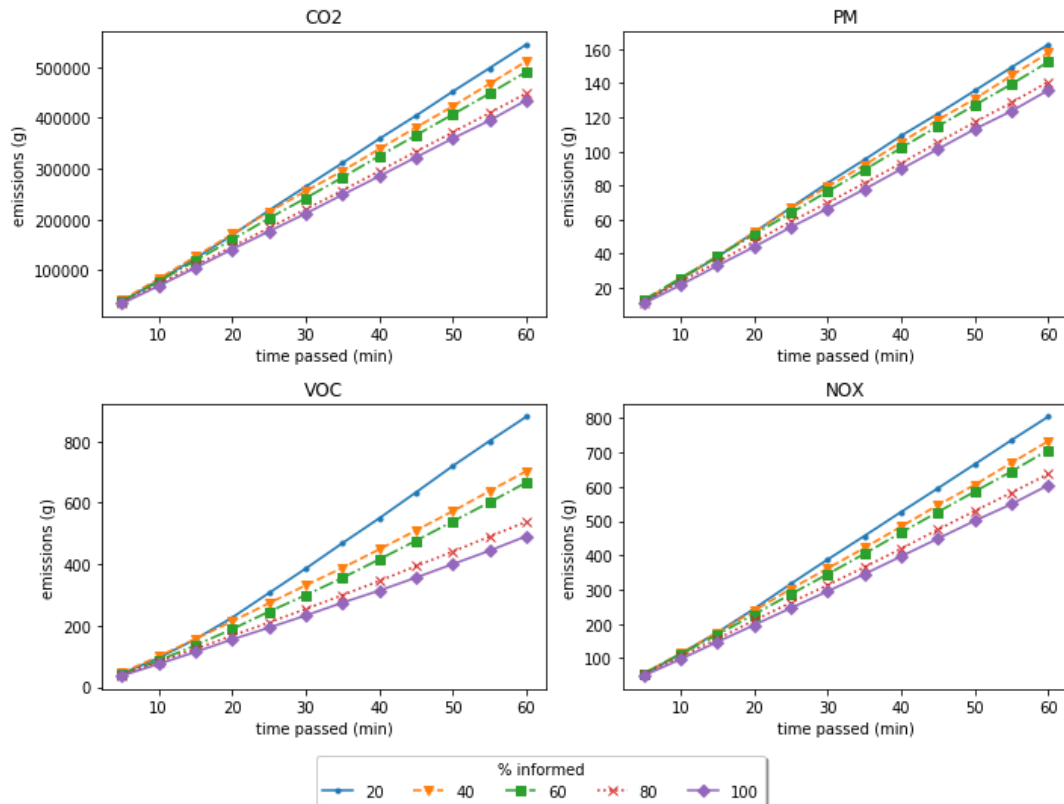 CO2
PM
500000
400000
300000
200000
100000
emissions (g)
10 20 30 40 50 60
time passed (min)
160
140
120
100
80
60
40
20
emissions (g)
10 20 30 40 50 60
time passed (min)
VOC
NOX
800
600
400
200
0
emissions (g)
10 20 30 40 50 60
time passed (min)
800
700
600
500
400
300
200
100
emissions (g)
10 20 30 40 50 60
time passed (min)
% informed
20 40 60 80 100